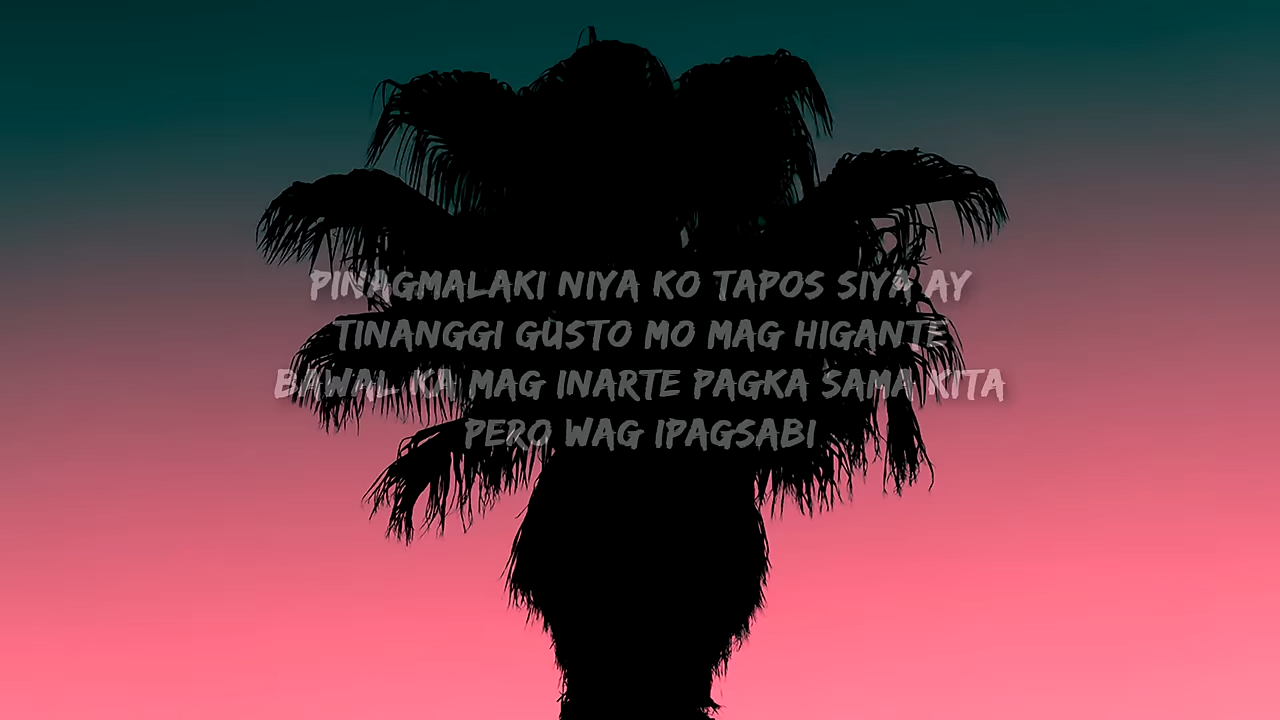 PINAGMALAKI NIYA KO TAPOS SIYA AY
TINANGGI GUSTO MO MAG HIGANTE
BAWAL KA MAG INARTE PAGKA SAMA KITA
PERO WAG IPAGSABI